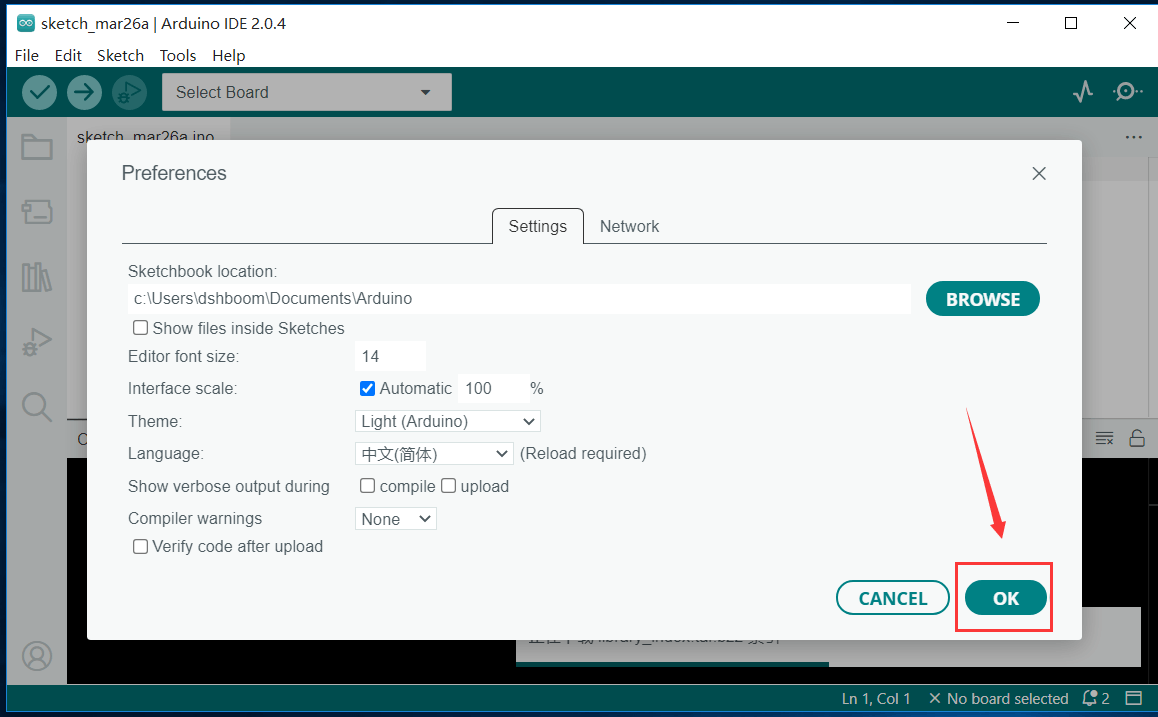 sketch_mar26a | Arduino IDE 2.0.4
File Edit Sketch Tools Help
Select Board
sketch_mar26a.ino
Preferences
Settings Network
Sketchbook location:
c:\Users\dshboom\Documents\Arduino
BROWSE
Show files inside Sketches
Editor font size: 14
Interface scale: Automatic 100 %
Theme: Light (Arduino)
Language: 中文(简体) (Reload required)
Show verbose output during compile upload
Compiler warnings None
Verify code after upload
CANCEL OK
Ln 1, Col 1 No board selected 2